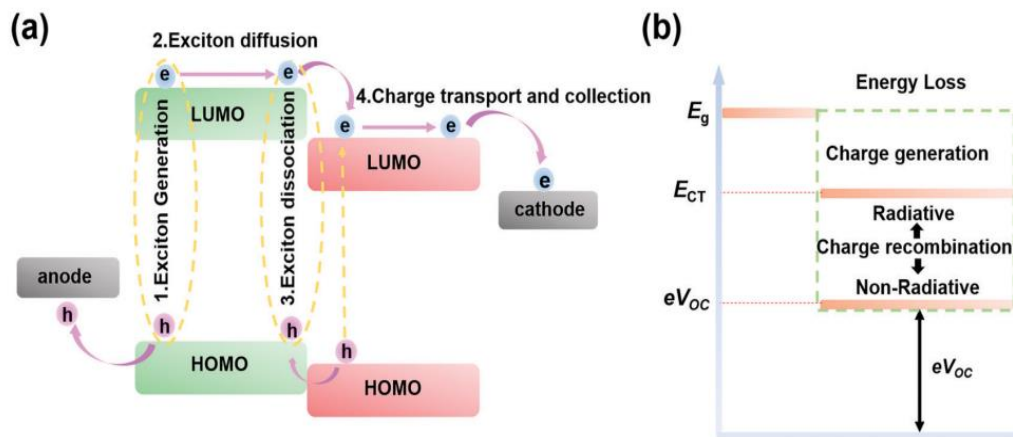 (a)
2.Exciton diffusion
e
e
LUMO
4.Charge transport and collection
e
e
LUMO
e
cathode
1.Exciton Generation
3.Exciton dissociation
anode
h
h
h
h
HOMO
HOMO
(b)
Energy Loss
Eg
Charge generation
ECT
Radiative
Charge recombination
Non-Radiative
eVOC
eVOC